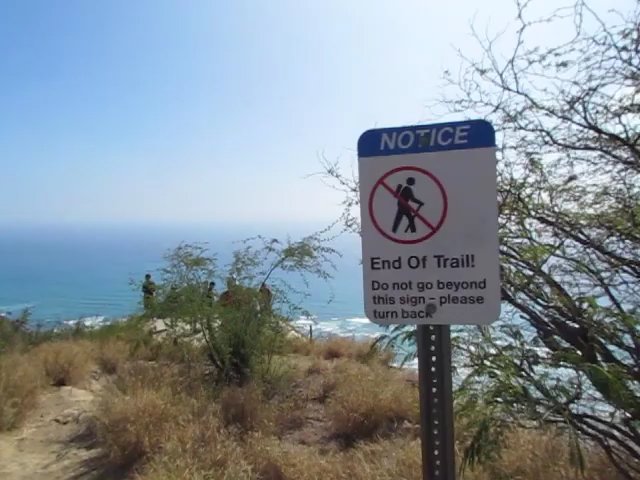 NOTICE
End Of Trail!
Do not go beyond
this sign - please
turn back